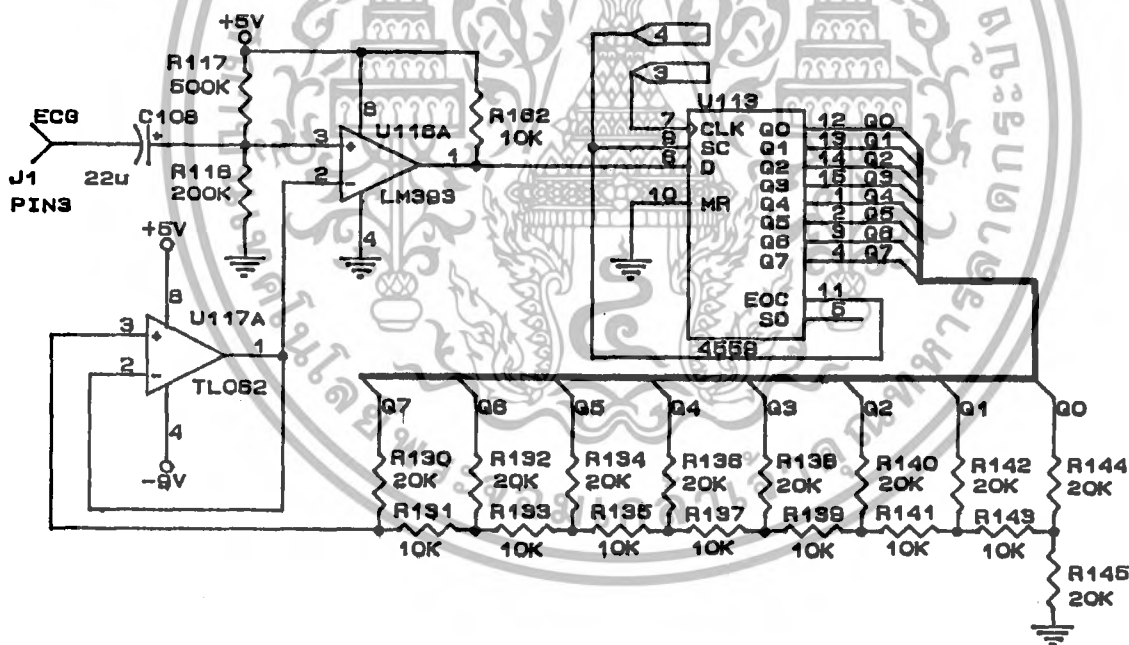 +5V
R117
500K
ECG
C108
+
R118
200K
22u
J1
PIN3
3
2
8
U116A
1
LM393
4
R162
10K
4
3
U113
7
CLK
SC
6
D
10
MR
Q0
12
Q0
Q1
13
Q1
Q2
14
Q2
Q3
15
Q3
Q4
1
Q4
Q5
2
Q5
Q6
3
Q6
Q7
4
Q7
EOC
11
SO
5
4559
+5V
8
3
+
U117A
2
-
1
TL062
4
-9V
Q7
Q6
Q5
Q4
Q3
Q2
Q1
Q0
R130
20K
R132
20K
R134
20K
R136
20K
R138
20K
R140
20K
R142
20K
R144
20K
R131
10K
R133
10K
R135
10K
R137
10K
R139
10K
R141
10K
R143
10K
R145
20K